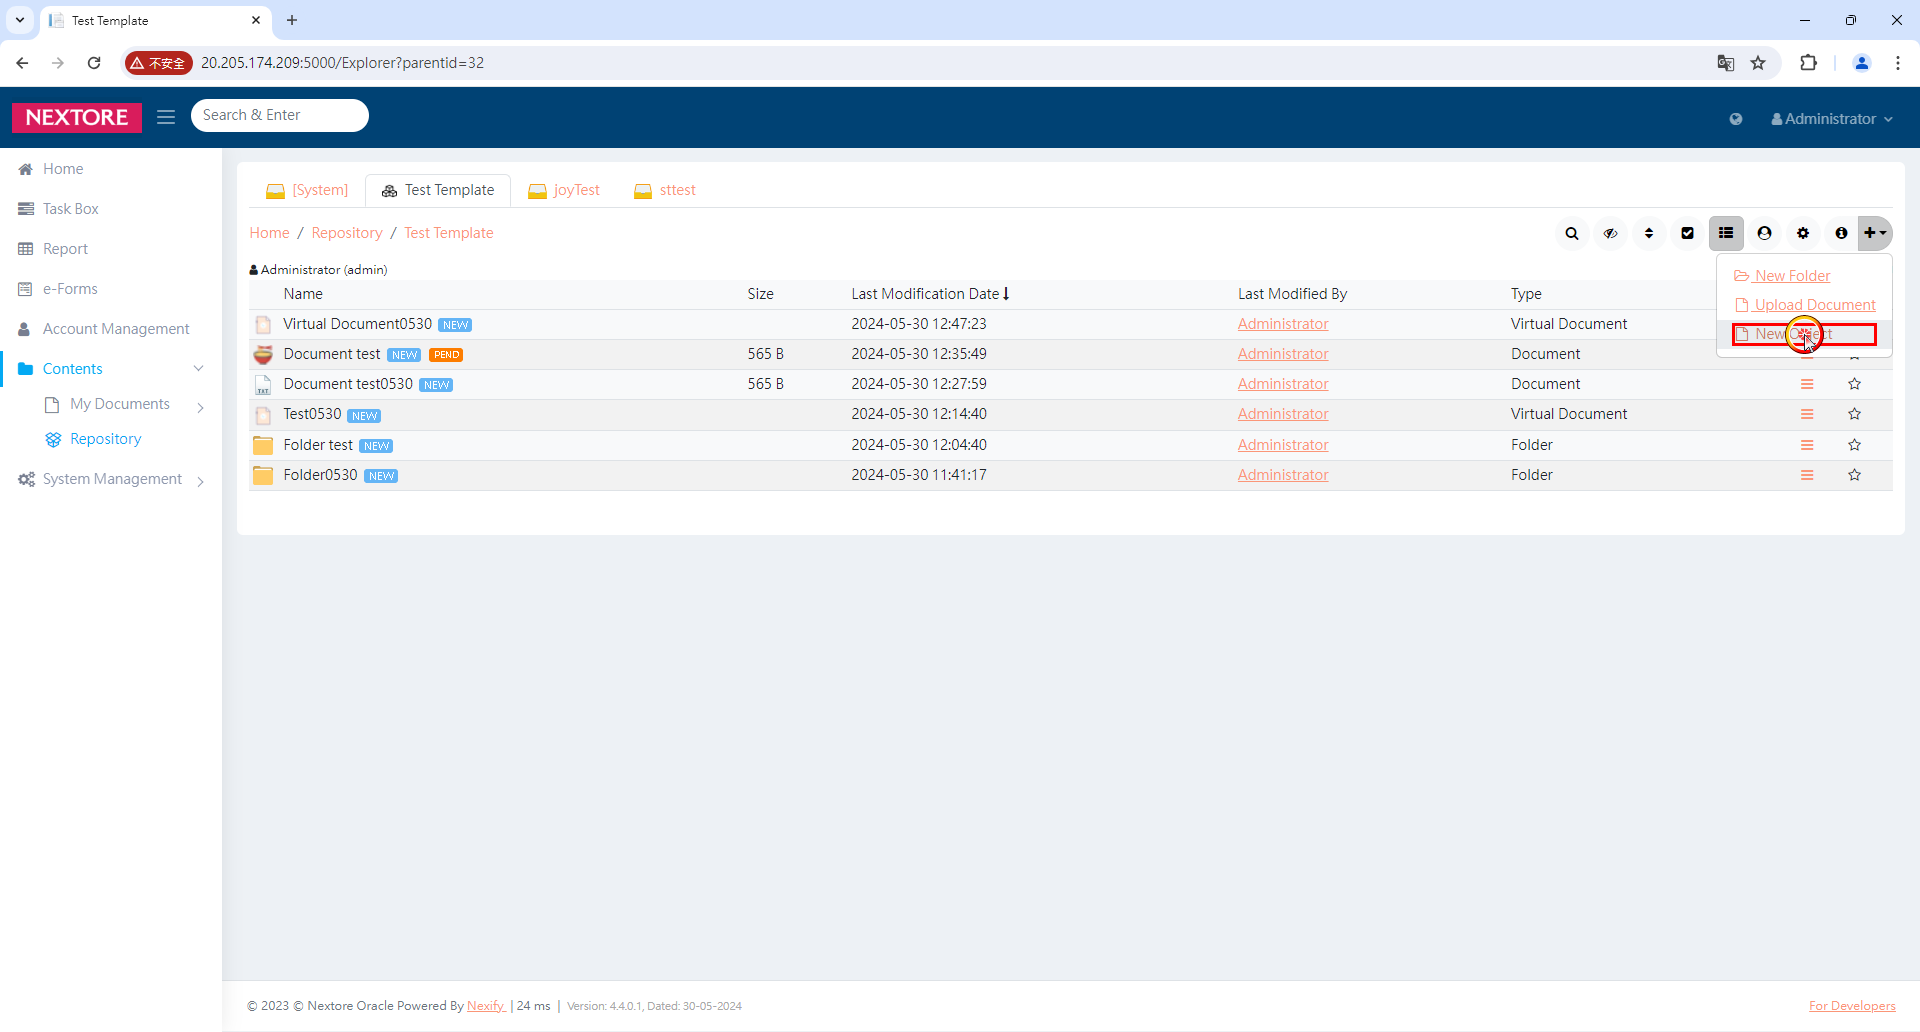 Test Template
不安全 20.205.174.209:5000/Explorer?parentid=32
NEXTORE Search & Enter Administrator
Home
Task Box
Report
e-Forms
Account Management
Contents
My Documents
Repository
System Management
[System] Test Template joyTest sttest
Home / Repository / Test Template
New Folder
Upload Document
New Object
Administrator (admin)
Name Size Last Modification Date Last Modified By Type
Virtual Document0530 NEW 2024-05-30 12:47:23 Administrator Virtual Document
Document test NEW PEND 565 B 2024-05-30 12:35:49 Administrator Document
TXT Document test0530 NEW 565 B 2024-05-30 12:27:59 Administrator Document
Test0530 NEW 2024-05-30 12:14:40 Administrator Virtual Document
Folder test NEW 2024-05-30 12:04:40 Administrator Folder
Folder0530 NEW 2024-05-30 11:41:17 Administrator Folder
© 2023 © Nextore Oracle Powered By Nexify | 24 ms | Version: 4.4.0.1, Dated: 30-05-2024 For Developers